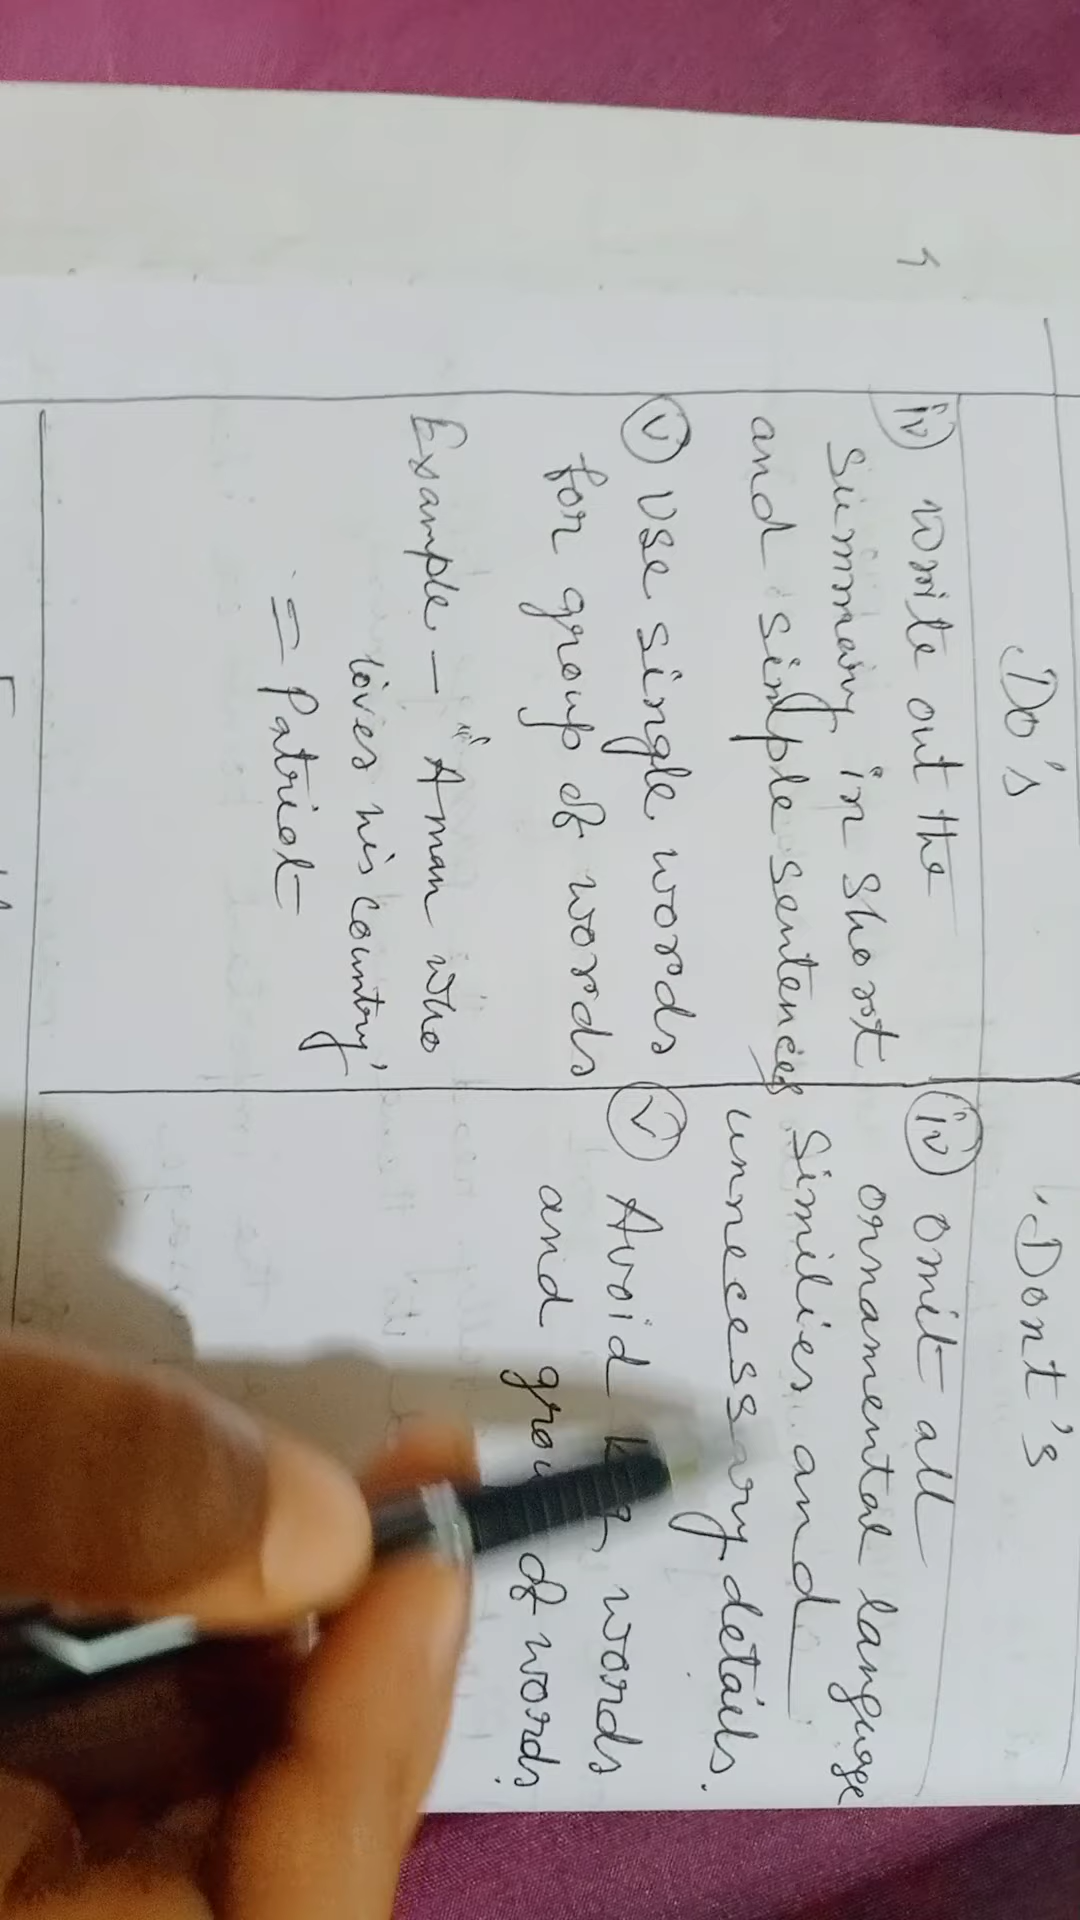 Do's
iv) write out the
summary in short
and simple sentences
v) Use single words
for group of words
Example - "A man who
loves his country'
= Patriot
Dont's
iv) omit all
ornamental language
Similies and
unnecessary details.
v) Avoid words
and of words